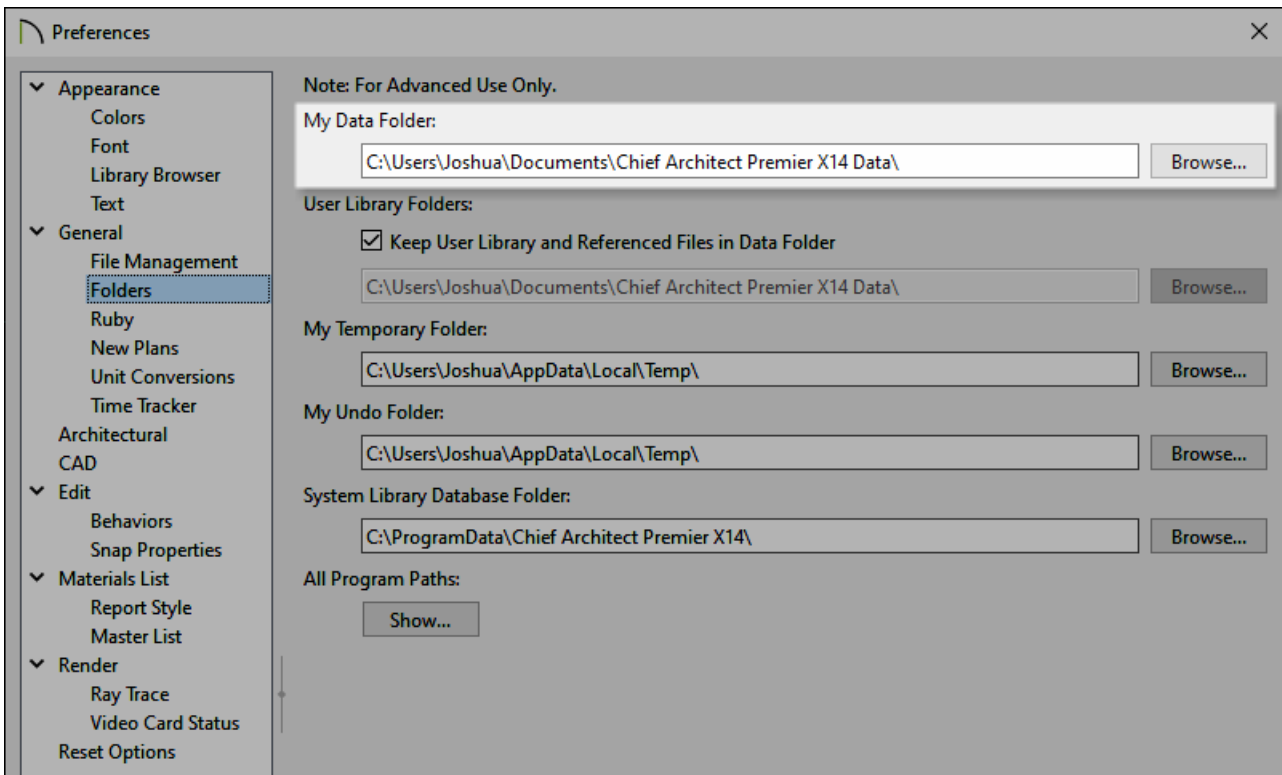 Preferences
Appearance
Colors
Font
Library Browser
Text
General
File Management
Folders
Ruby
New Plans
Unit Conversions
Time Tracker
Architectural
CAD
Edit
Behaviors
Snap Properties
Materials List
Report Style
Master List
Render
Ray Trace
Video Card Status
Reset Options
Note: For Advanced Use Only.
My Data Folder:
C:\Users\Joshua\Documents\Chief Architect Premier X14 Data\ Browse...
User Library Folders:
Keep User Library and Referenced Files in Data Folder
C:\Users\Joshua\Documents\Chief Architect Premier X14 Data\ Browse...
My Temporary Folder:
C:\Users\Joshua\AppData\Local\Temp\ Browse...
My Undo Folder:
C:\Users\Joshua\AppData\Local\Temp\ Browse...
System Library Database Folder:
C:\ProgramData\Chief Architect Premier X14\ Browse...
All Program Paths:
Show...